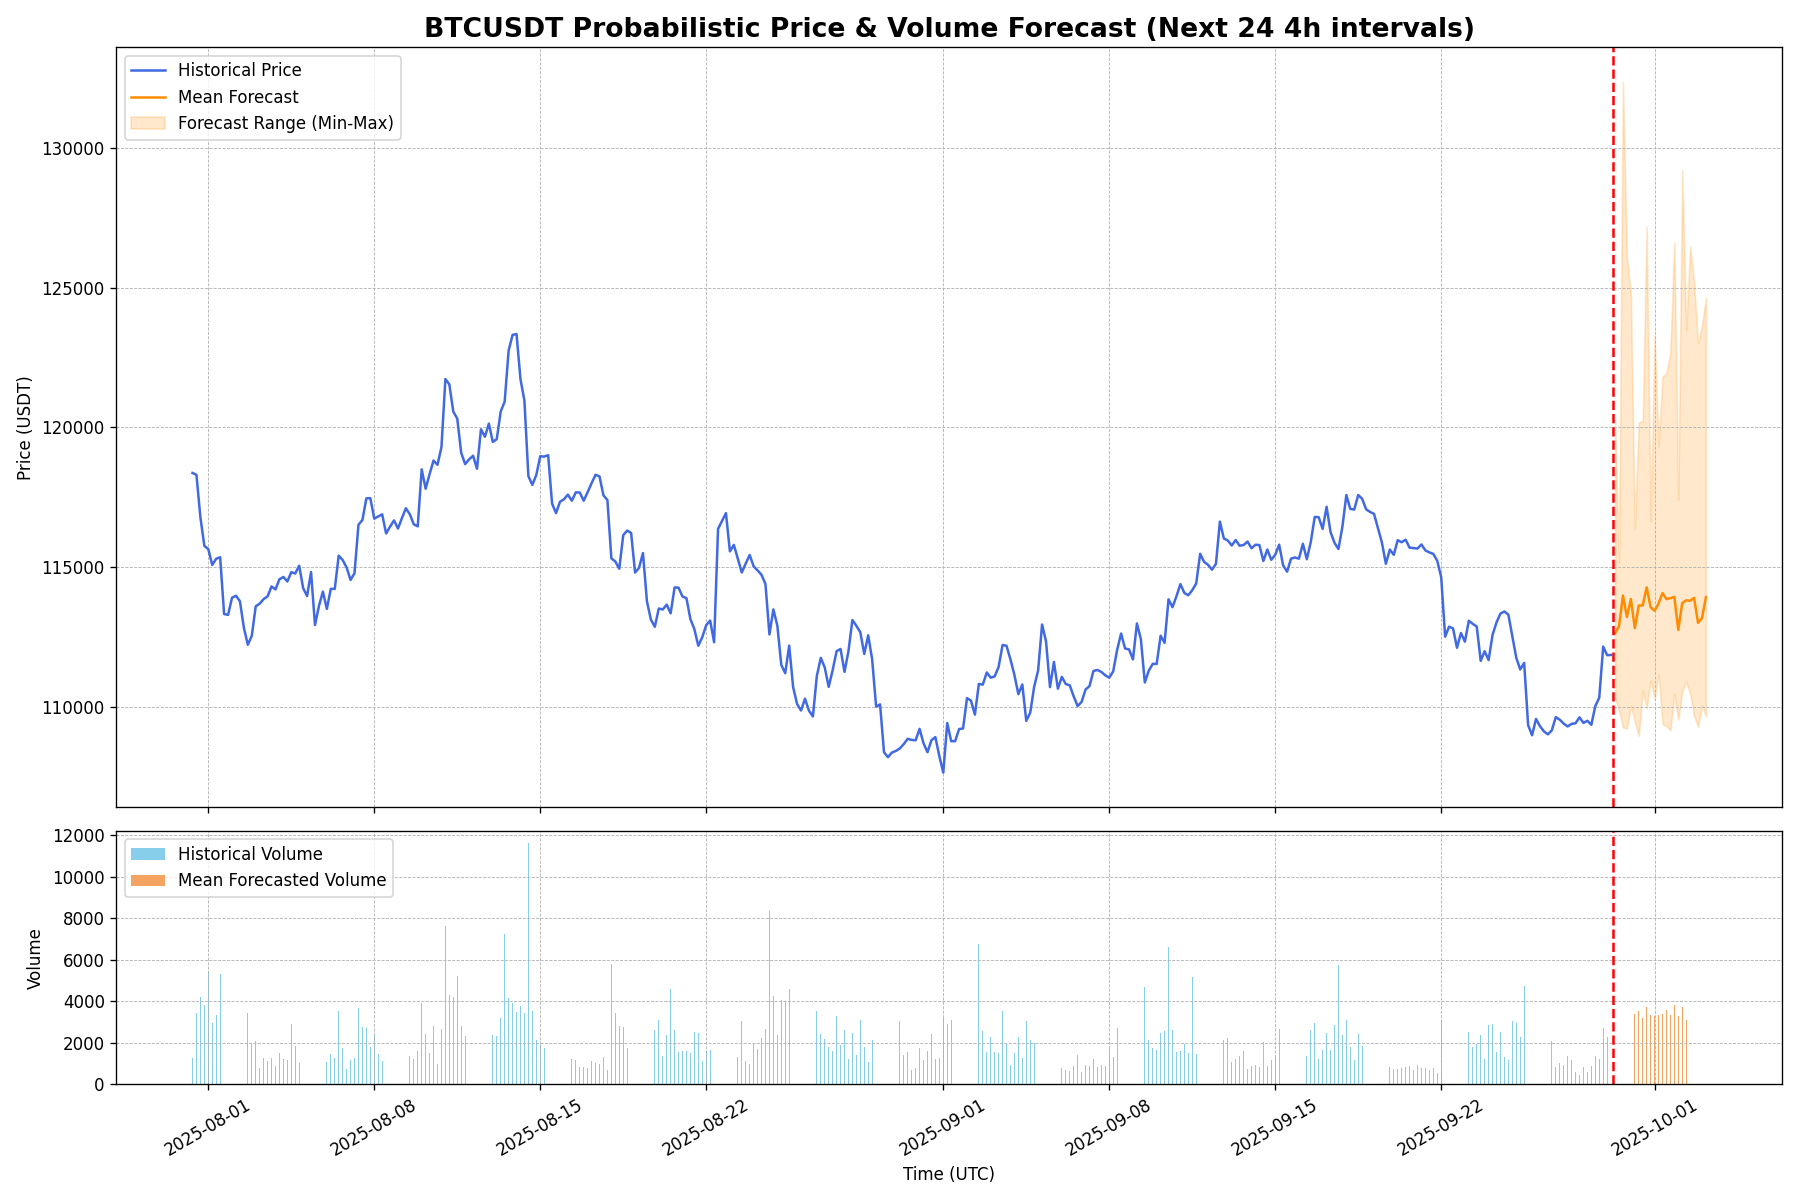 BTCUSDT Probabilistic Price & Volume Forecast (Next 24 4h intervals)
Historical Price
Mean Forecast
Forecast Range (Min-Max)
130000
125000
120000
115000
110000
Price (USDT)
Historical Volume
Mean Forecasted Volume
12000
10000
8000
6000
4000
2000
0
Volume
2025-08-01
2025-08-08
2025-08-15
2025-08-22
2025-09-01
2025-09-08
2025-09-15
2025-09-22
2025-10-01
Time (UTC)